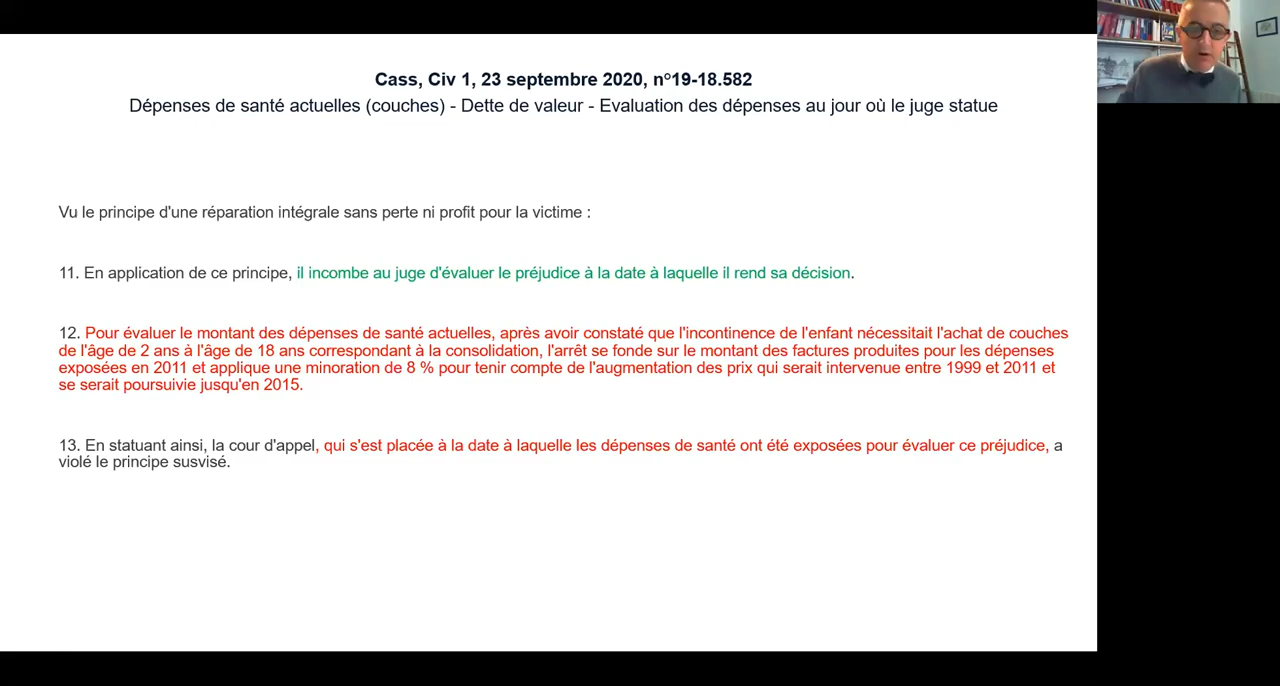 Cass, Civ 1, 23 septembre 2020, n°19-18.582
Dépenses de santé actuelles (couches) - Dette de valeur - Evaluation des dépenses au jour où le juge statue
Vu le principe d'une réparation intégrale sans perte ni profit pour la victime :
11. En application de ce principe, il incombe au juge d'évaluer le préjudice à la date à laquelle il rend sa décision.
12. Pour évaluer le montant des dépenses de santé actuelles, après avoir constaté que l'incontinence de l'enfant nécessitait l'achat de couches
de l'âge de 2 ans à l'âge de 18 ans correspondant à la consolidation, l'arrêt se fonde sur le montant des factures produites pour les dépenses
exposées en 2011 et applique une minoration de 8 % pour tenir compte de l'augmentation des prix qui serait intervenue entre 1999 et 2011 et
se serait poursuivie jusqu'en 2015.
13. En statuant ainsi, la cour d'appel, qui s'est placée à la date à laquelle les dépenses de santé ont été exposées pour évaluer ce préjudice, a
violé le principe susvisé.